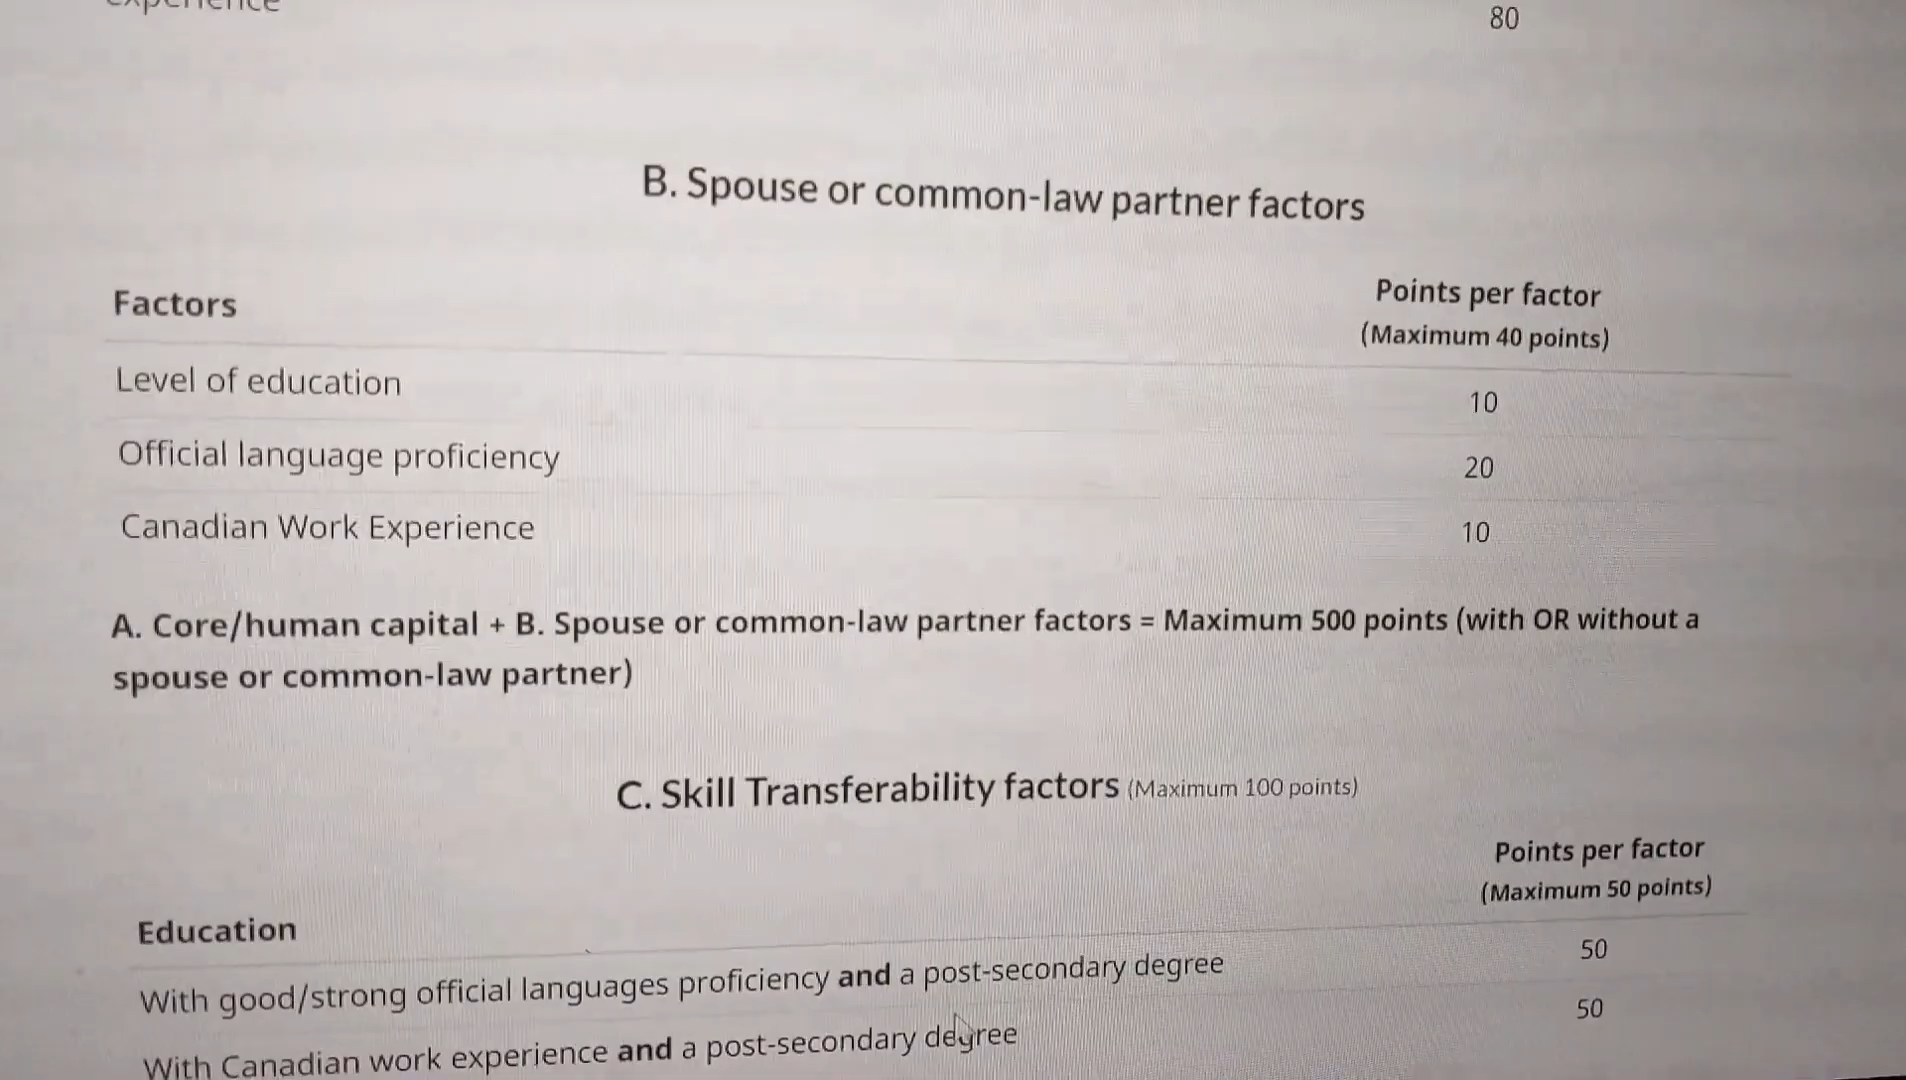 experience
80
B. Spouse or common-law partner factors
Factors
Points per factor
(Maximum 40 points)
Level of education
10
Official language proficiency
20
Canadian Work Experience
10
A. Core/human capital + B. Spouse or common-law partner factors = Maximum 500 points (with OR without a
spouse or common-law partner)
C. Skill Transferability factors (Maximum 100 points)
Points per factor
(Maximum 50 points)
Education
With good/strong official languages proficiency and a post-secondary degree
50
With Canadian work experience and a post-secondary degree
50